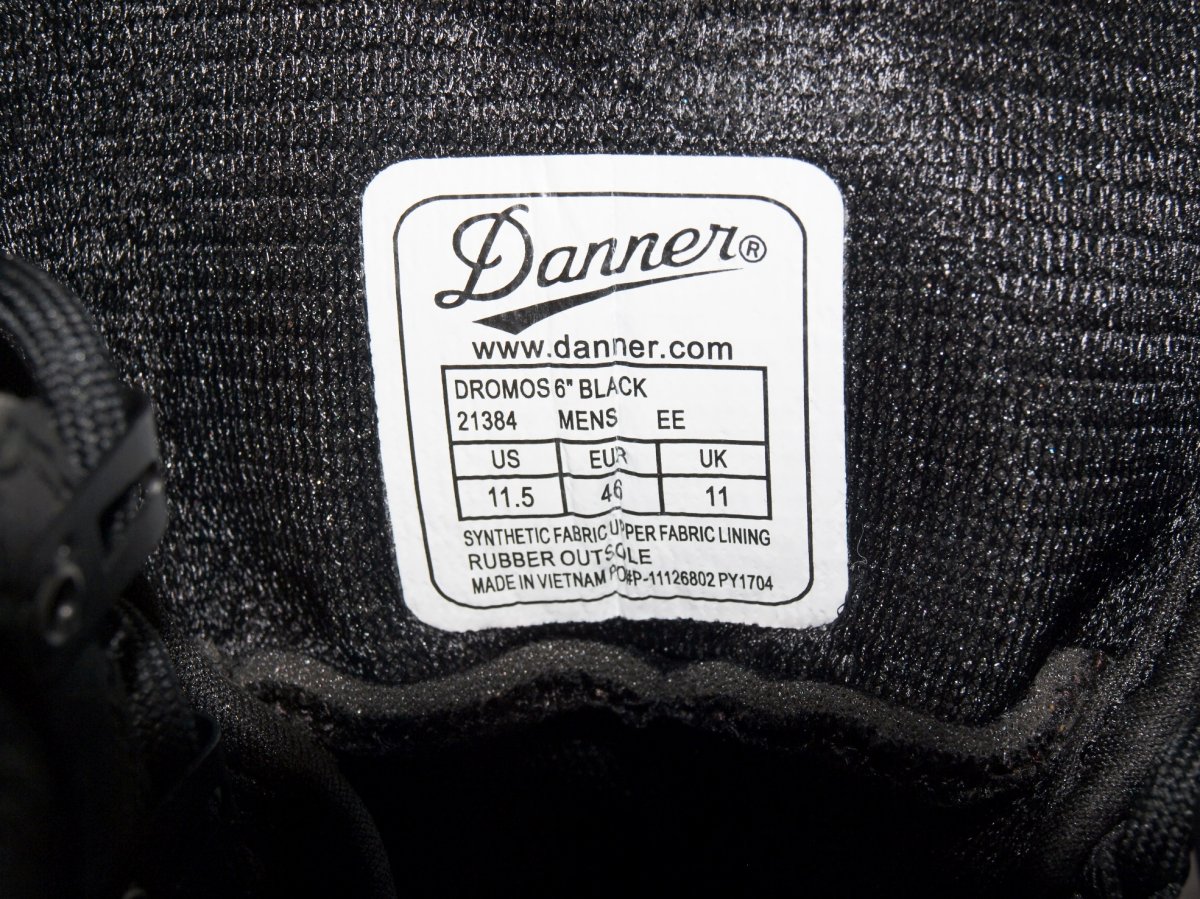 Danner®
www.danner.com
DROMOS 6" BLACK
21384 MENS EE
US EUR UK
11.5 46 11
SYNTHETIC FABRIC UPPER FABRIC LINING
RUBBER OUTSOLE
MADE IN VIETNAM PO#P-11126802 PY1704